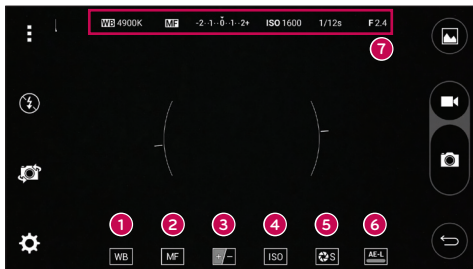 WB 4900K MF -2··1··0··1··2+ ISO 1600 1/12s F 2.4
7
1 2 3 4 5 6
WB MF +/- ISO S AE-L